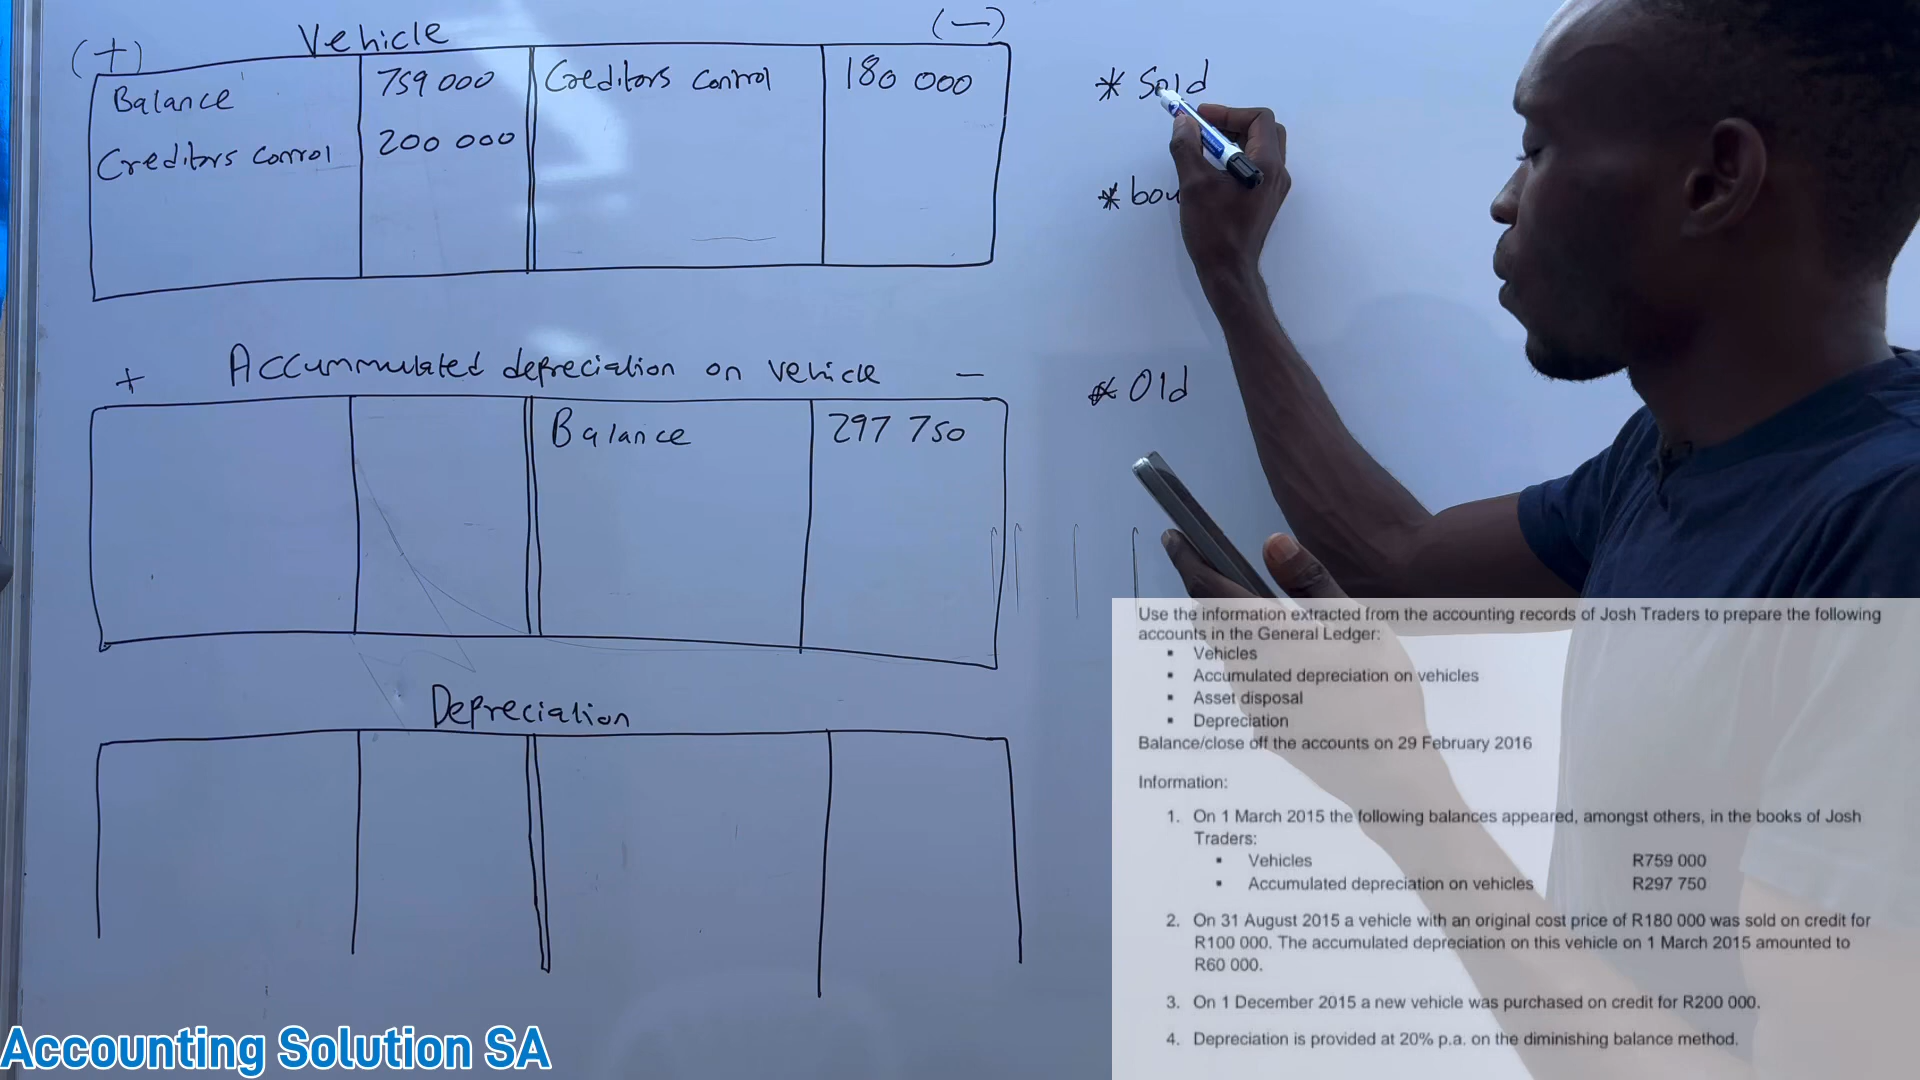 (+)
Vehicle
(—)
Balance
759 000
Creditors Control
180 000
Creditors Control
200 000
* Sold
* bou
+
Accummulated depreciation on vehicle
—
Balance
297 750
* Old
Depreciation
Use the information extracted from the accounting records of Josh Traders to prepare the following
accounts in the General Ledger:
▪ Vehicles
▪ Accumulated depreciation on vehicles
▪ Asset disposal
▪ Depreciation
Balance/close off the accounts on 29 February 2016
Information:
1. On 1 March 2015 the following balances appeared, amongst others, in the books of Josh
Traders:
▪ Vehicles R759 000
▪ Accumulated depreciation on vehicles R297 750
2. On 31 August 2015 a vehicle with an original cost price of R180 000 was sold on credit for
R100 000. The accumulated depreciation on this vehicle on 1 March 2015 amounted to
R60 000.
3. On 1 December 2015 a new vehicle was purchased on credit for R200 000.
4. Depreciation is provided at 20% p.a. on the diminishing balance method.
Accounting Solution SA